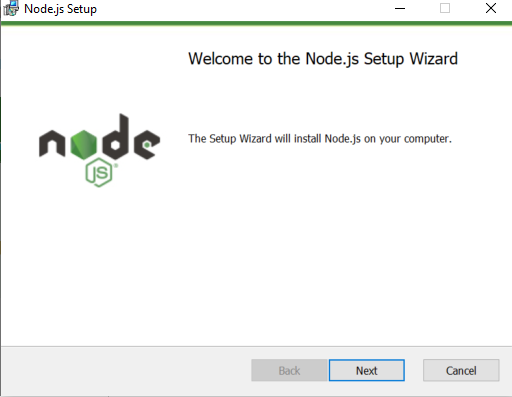 Node.js Setup
Welcome to the Node.js Setup Wizard
node
JS
The Setup Wizard will install Node.js on your computer.
Back
Next
Cancel